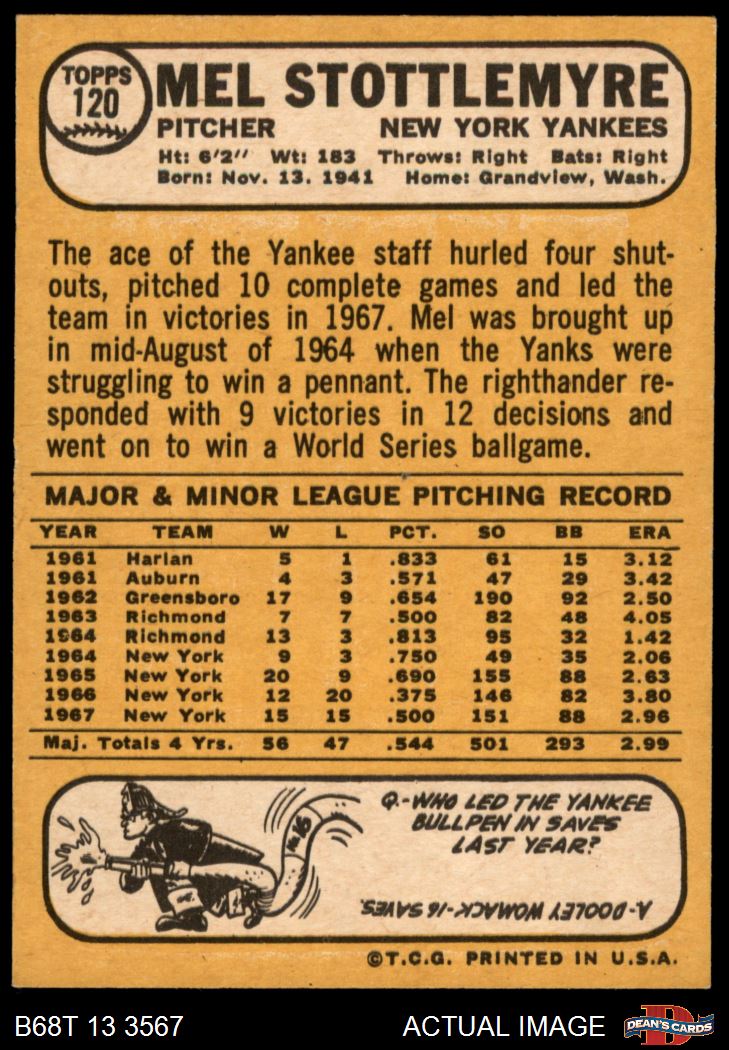 TOPPS
120
MEL STOTTLEMYRE
PITCHER NEW YORK YANKEES
Ht: 6'2" Wt: 183 Throws: Right Bats: Right
Born: Nov. 13. 1941 Home: Grandview, Wash.
The ace of the Yankee staff hurled four shut-
outs, pitched 10 complete games and led the
team in victories in 1967. Mel was brought up
in mid-August of 1964 when the Yanks were
struggling to win a pennant. The righthander re-
sponded with 9 victories in 12 decisions and
went on to win a World Series ballgame.
MAJOR & MINOR LEAGUE PITCHING RECORD
YEAR TEAM W L PCT. SO BB ERA
1961 Harlan 5 1 .833 61 15 3.12
1961 Auburn 4 3 .571 47 29 3.42
1962 Greensboro 17 9 .654 190 92 2.50
1963 Richmond 7 7 .500 82 48 4.05
1964 Richmond 13 3 .813 95 32 1.42
1964 New York 9 3 .750 49 35 2.06
1965 New York 20 9 .690 155 88 2.63
1966 New York 12 20 .375 146 82 3.80
1967 New York 15 15 .500 151 88 2.96
Maj. Totals 4 Yrs. 56 47 .544 501 293 2.99
No. 16
Q.-WHO LED THE YANKEE
BULLPEN IN SAVES
LAST YEAR?
A-DOOLEY WOMACK-16 SAVES.
©T.C.G. PRINTED IN U.S.A.
B68T 13 3567 ACTUAL IMAGE
D
DEAN'S CARDS